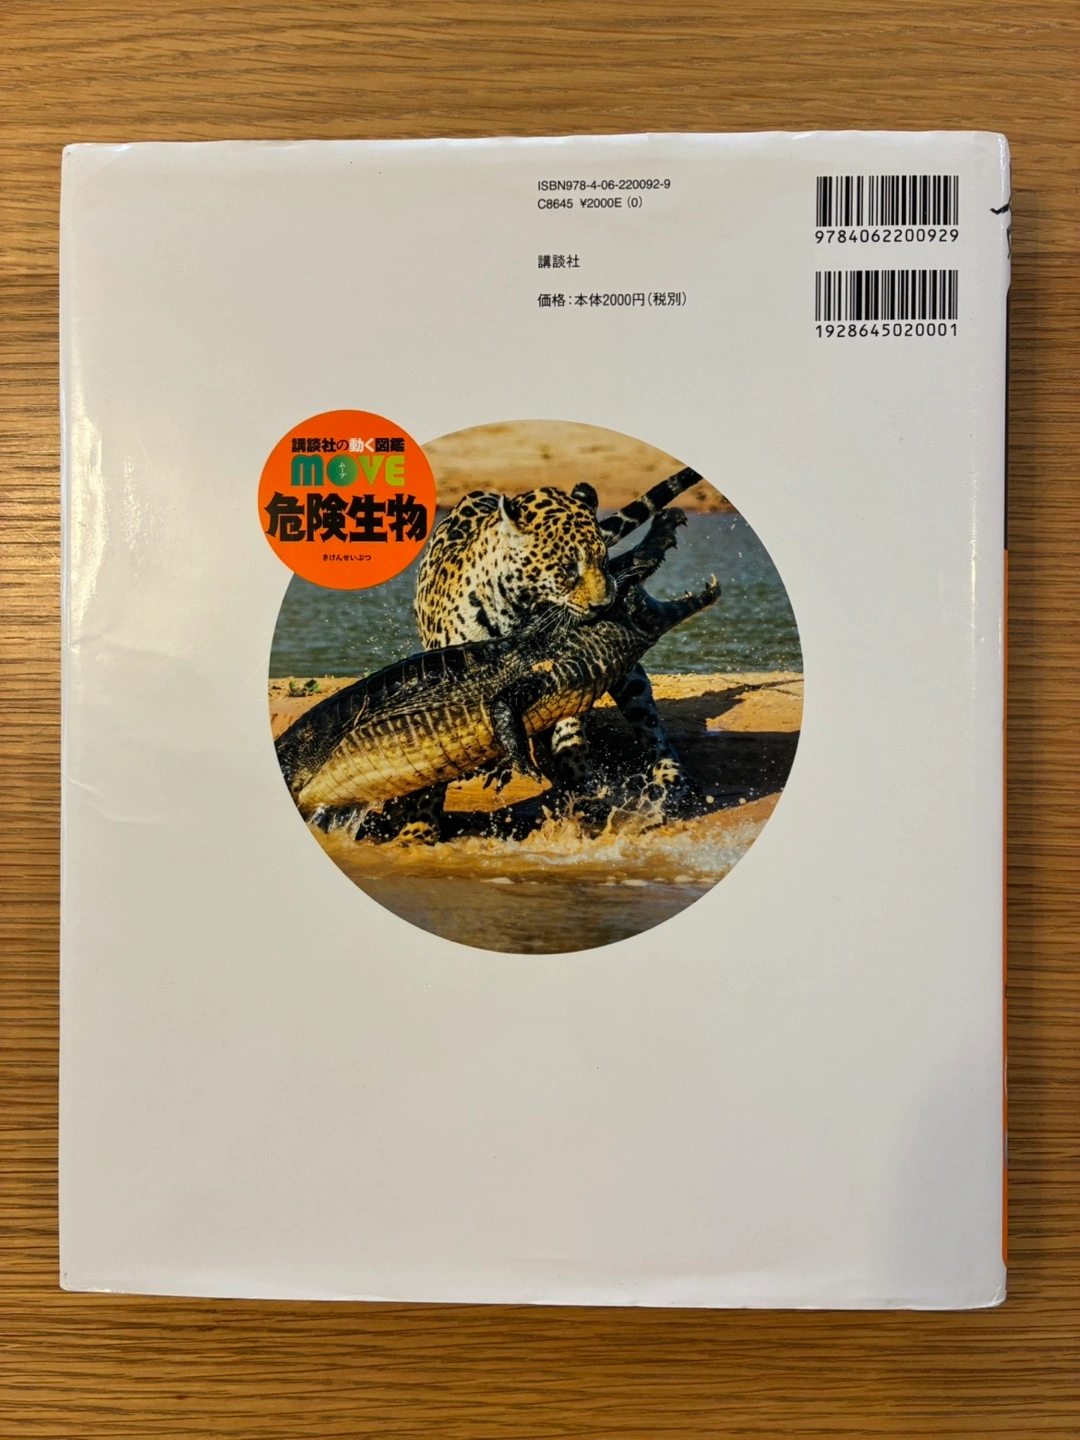 ISBN978-4-06-220092-9
C8645 ¥2000E (0)
講談社
価格：本体2000円（税別）
9784062200929
1928645020001
講談社の動く図鑑
MOVE
ムーブ
危険生物
きけんせいぶつ